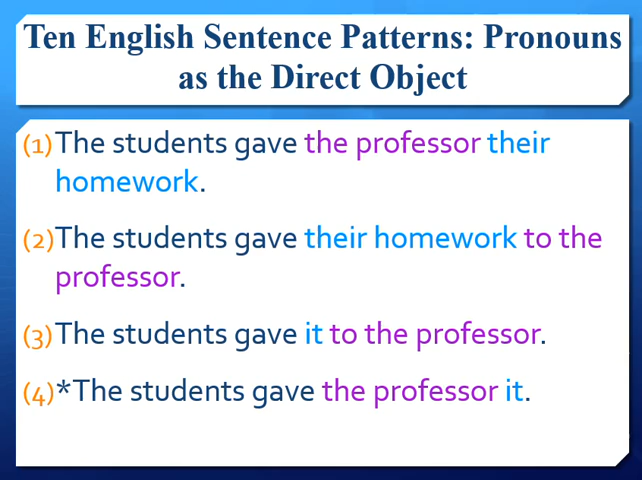 Ten English Sentence Patterns: Pronouns
as the Direct Object
(1) The students gave the professor their
homework.
(2) The students gave their homework to the
professor.
(3) The students gave it to the professor.
(4) *The students gave the professor it.